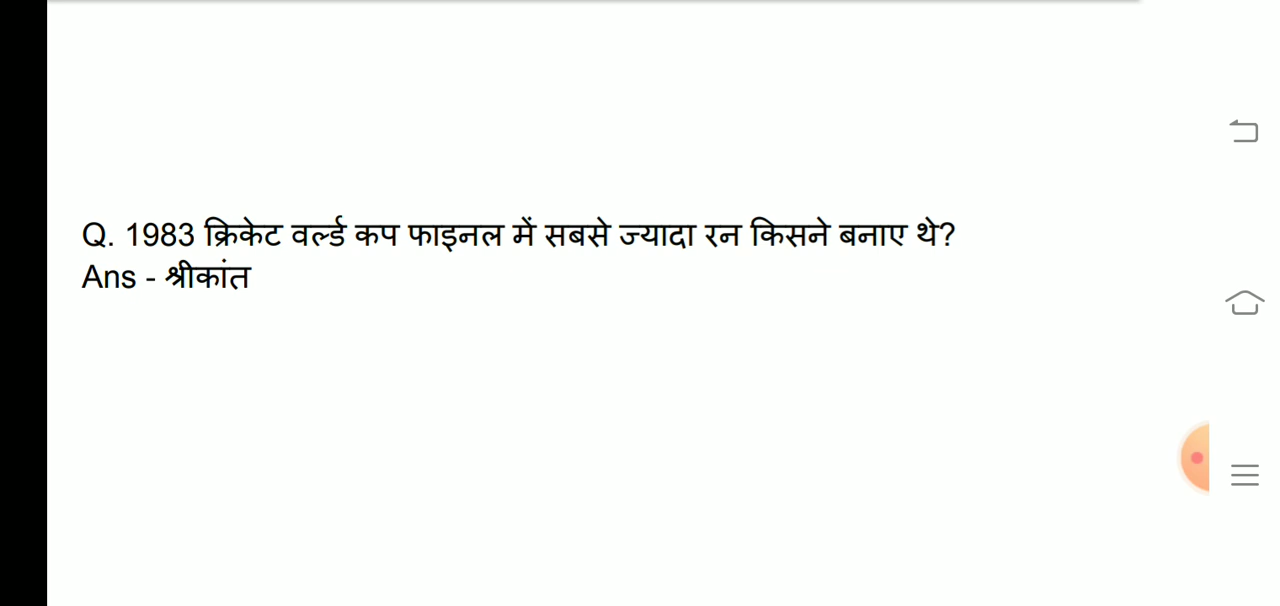 Q. 1983 क्रिकेट वर्ल्ड कप फाइनल में सबसे ज्यादा रन किसने बनाए थे?
Ans - श्रीकांत